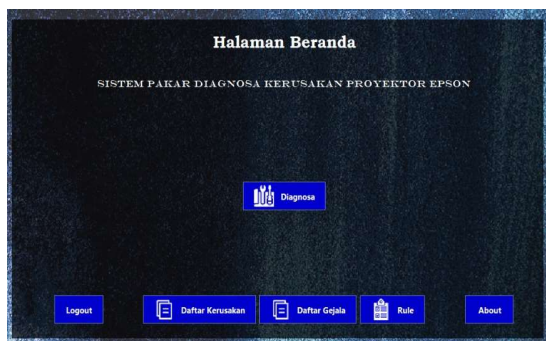 Halaman Beranda
SISTEM PAKAR DIAGNOSA KERUSAKAN PROYEKTOR EPSON
Diagnosa
Logout Daftar Kerusakan Daftar Gejala Rule About